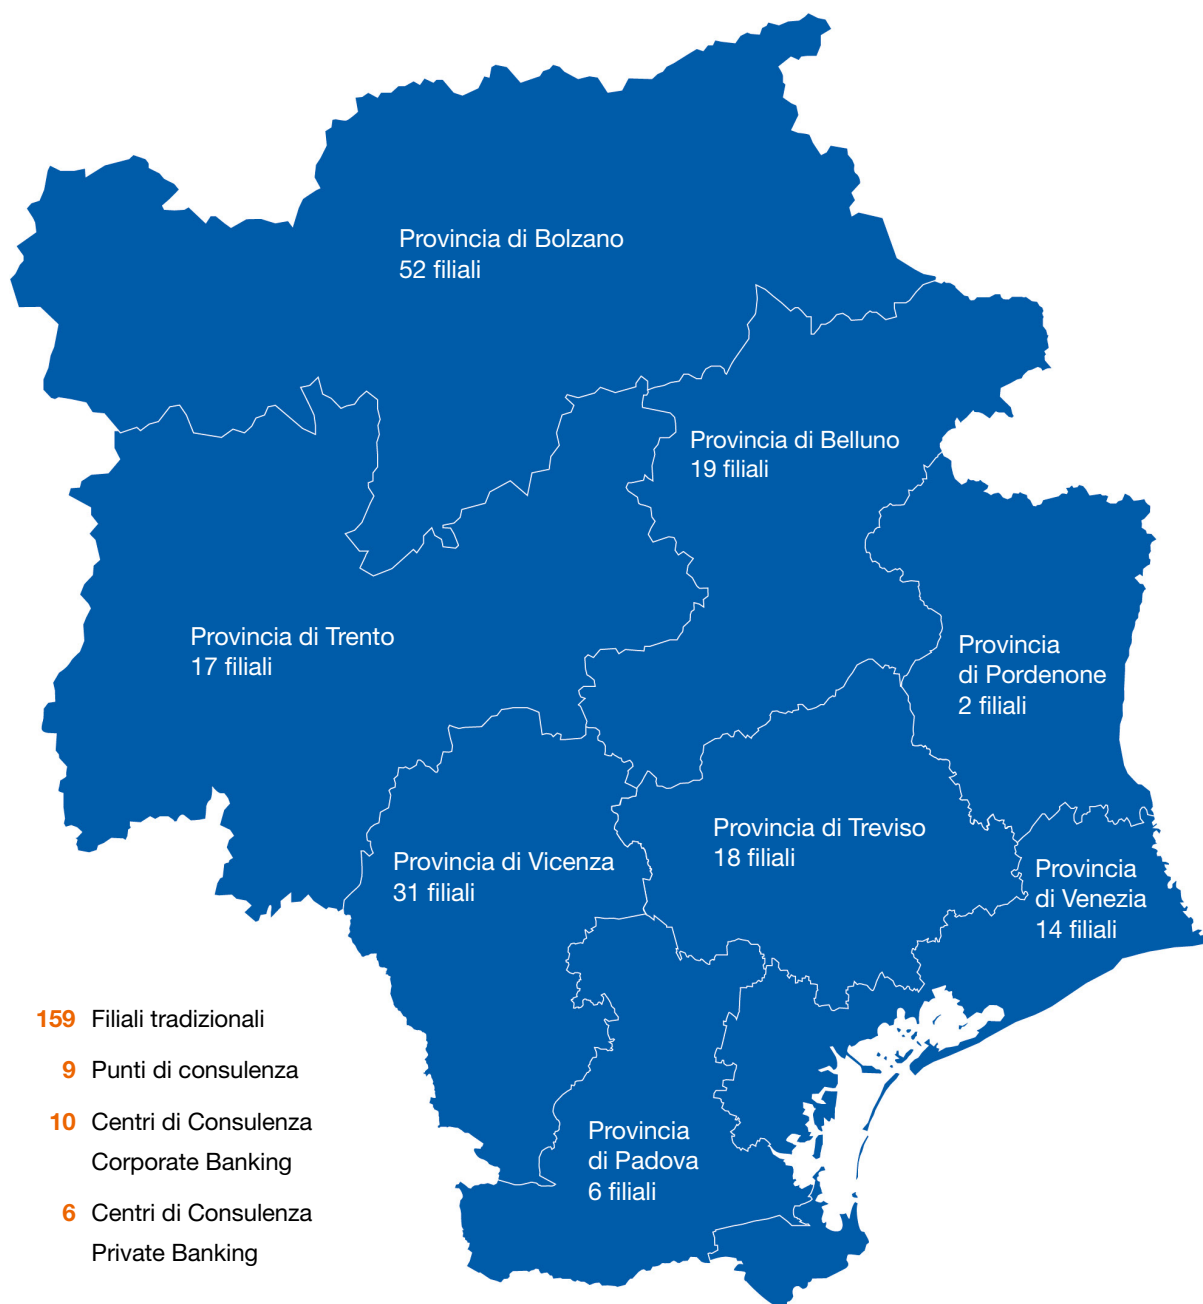 Provincia di Bolzano
52 filiali
Provincia di Belluno
19 filiali
Provincia di Trento
17 filiali
Provincia
di Pordenone
2 filiali
Provincia di Treviso
18 filiali
Provincia di Vicenza
31 filiali
Provincia
di Venezia
14 filiali
Provincia
di Padova
6 filiali
159 Filiali tradizionali
9 Punti di consulenza
10 Centri di Consulenza
Corporate Banking
6 Centri di Consulenza
Private Banking